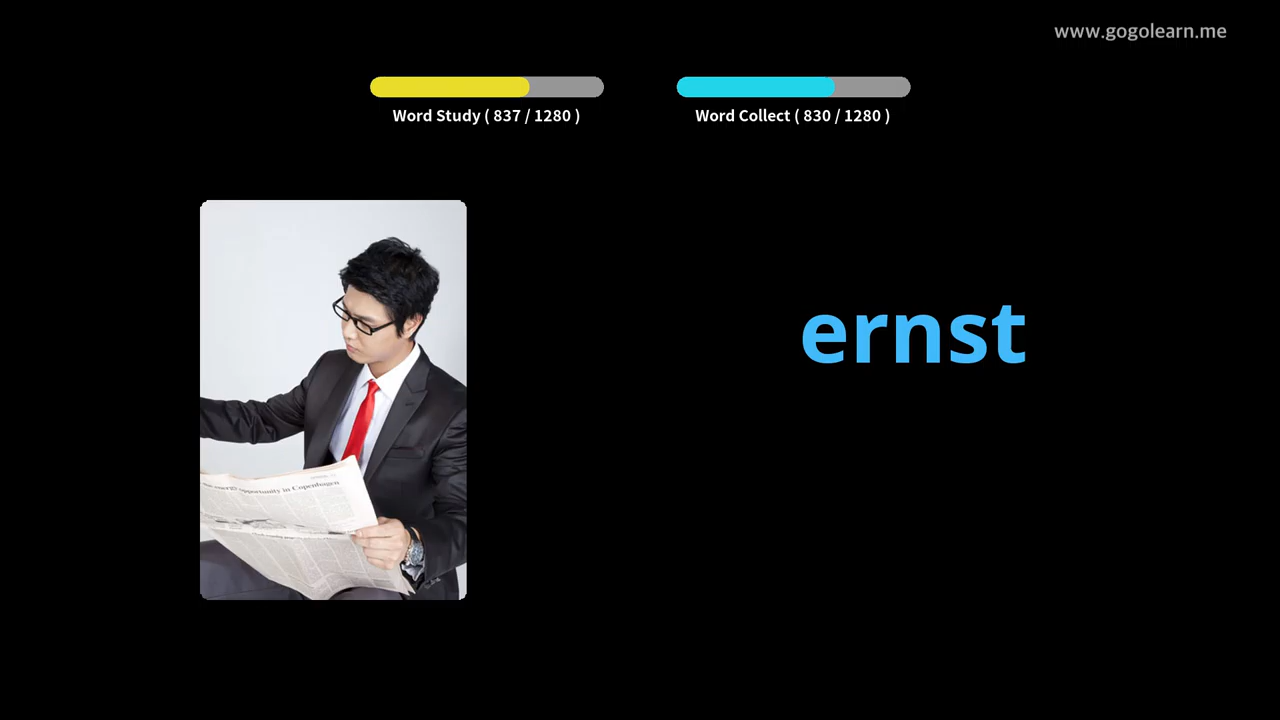 www.gogolearn.me
Word Study ( 837 / 1280 )
Word Collect ( 830 / 1280 )
ernst
opportunity in Copenhagen